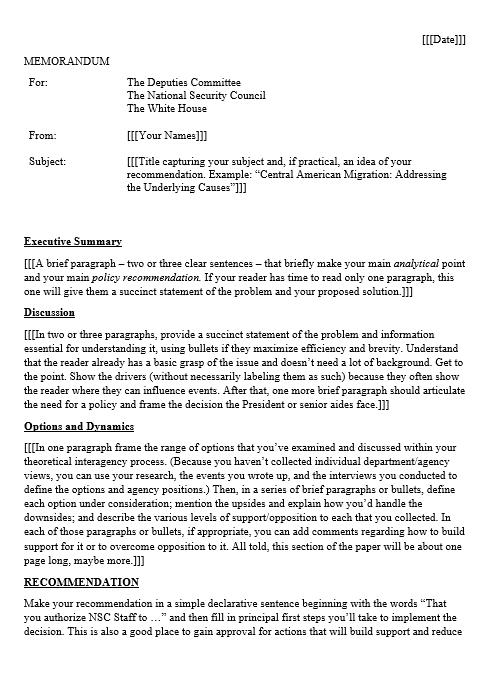 [[[Date]]]
MEMORANDUM
For: The Deputies Committee
The National Security Council
The White House
From: [[[Your Names]]]
Subject: [[[Title capturing your subject and, if practical, an idea of your
recommendation. Example: “Central American Migration: Addressing
the Underlying Causes”]]]
Executive Summary
[[[A brief paragraph – two or three clear sentences – that briefly make your main analytical point
and your main policy recommendation. If your reader has time to read only one paragraph, this
one will give them a succinct statement of the problem and your proposed solution.]]]
Discussion
[[[In two or three paragraphs, provide a succinct statement of the problem and information
essential for understanding it, using bullets if they maximize efficiency and brevity. Understand
that the reader already has a basic grasp of the issue and doesn’t need a lot of background. Get to
the point. Show the drivers (without necessarily labeling them as such) because they often show
the reader where they can influence events. After that, one more brief paragraph should articulate
the need for a policy and frame the decision the President or senior aides face.]]]
Options and Dynamics
[[[In one paragraph frame the range of options that you’ve examined and discussed within your
theoretical interagency process. (Because you haven’t collected individual department/agency
views, you can use your research, the events you wrote up, and the interviews you conducted to
define the options and agency positions.) Then, in a series of brief paragraphs or bullets, define
each option under consideration; mention the upsides and explain how you’d handle the
downsides; and describe the various levels of support/opposition to each that you collected. In
each of those paragraphs or bullets, if appropriate, you can add comments regarding how to build
support for it or to overcome opposition to it. All told, this section of the paper will be about one
page long, maybe more.]]]
RECOMMENDATION
Make your recommendation in a simple declarative sentence beginning with the words “That
you authorize NSC Staff to …” and then fill in principal first steps you’ll take to implement the
decision. This is also a good place to gain approval for actions that will build support and reduce